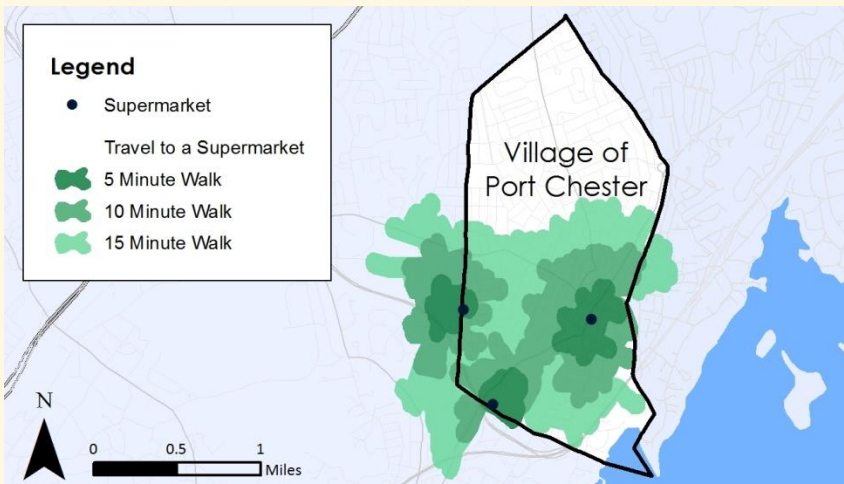 Legend
Supermarket
Travel to a Supermarket
5 Minute Walk
10 Minute Walk
15 Minute Walk
Village of
Port Chester
N
0 0.5 1
Miles